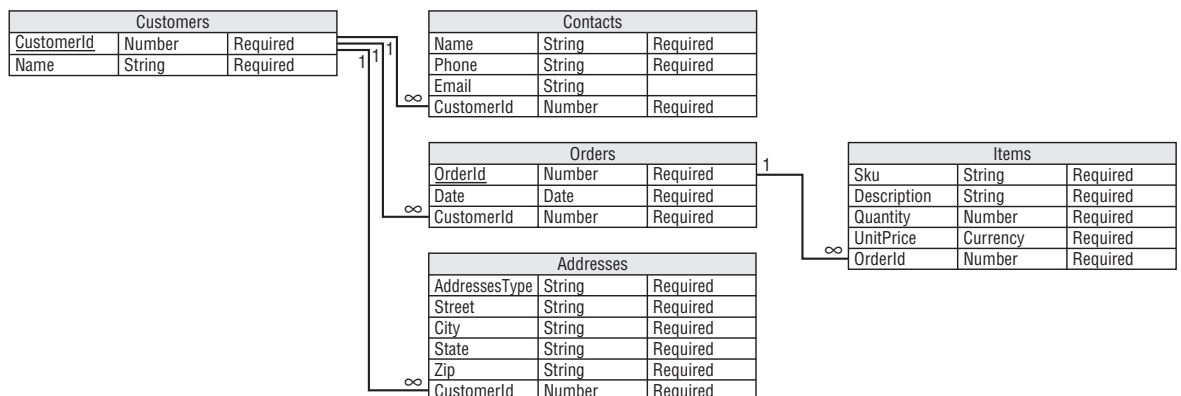 Customers
CustomerId Number Required
Name String Required
1
1
1
Contacts
Name String Required
Phone String Required
Email String
∞ CustomerId Number Required
Orders
OrderId Number Required
Date Date Required
∞ CustomerId Number Required
1
Items
Sku String Required
Description String Required
Quantity Number Required
UnitPrice Currency Required
∞ OrderId Number Required
Addresses
AddressesType String Required
Street String Required
City String Required
State String Required
Zip String Required
∞ CustomerId Number Required